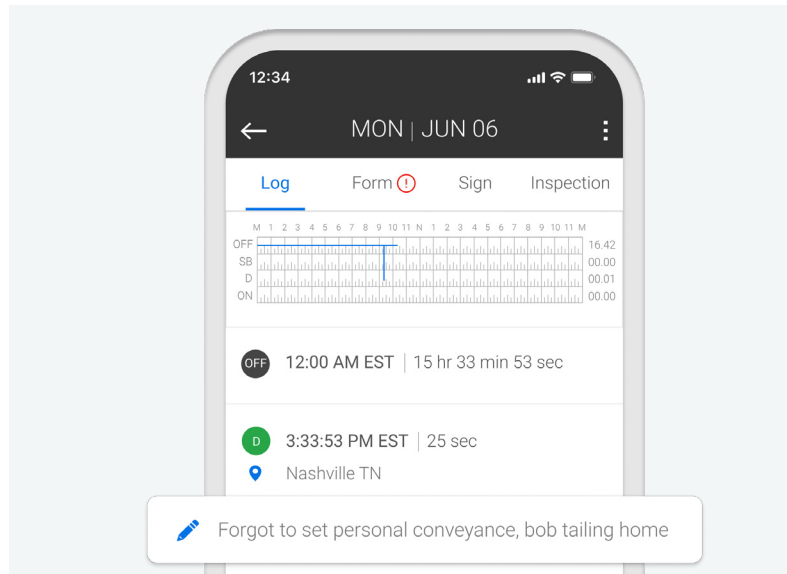 12:34
MON | JUN 06
Log Form ! Sign Inspection
M 1 2 3 4 5 6 7 8 9 10 11 N 1 2 3 4 5 6 7 8 9 10 11 M
OFF 16.42
SB 00.00
D 00.01
ON 00.00
OFF 12:00 AM EST | 15 hr 33 min 53 sec
D 3:33:53 PM EST | 25 sec
Nashville TN
Forgot to set personal conveyance, bob tailing home